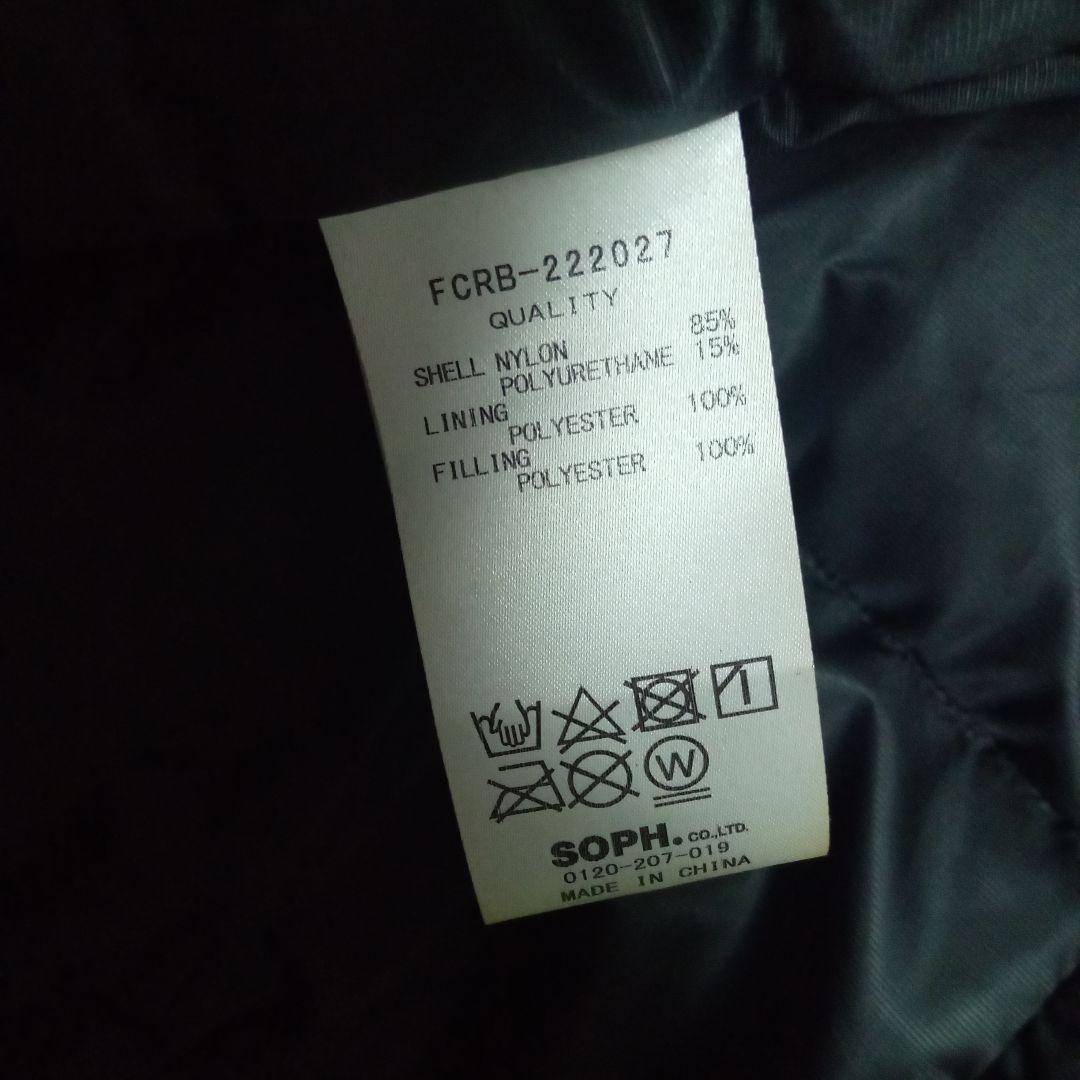 FCRB-222027
QUALITY
SHELL NYLON 85%
POLYURETHANE 15%
LINING
POLYESTER 100%
FILLING
POLYESTER 100%
W
SOPH. CO.,LTD.
0120-207-019
MADE IN CHINA